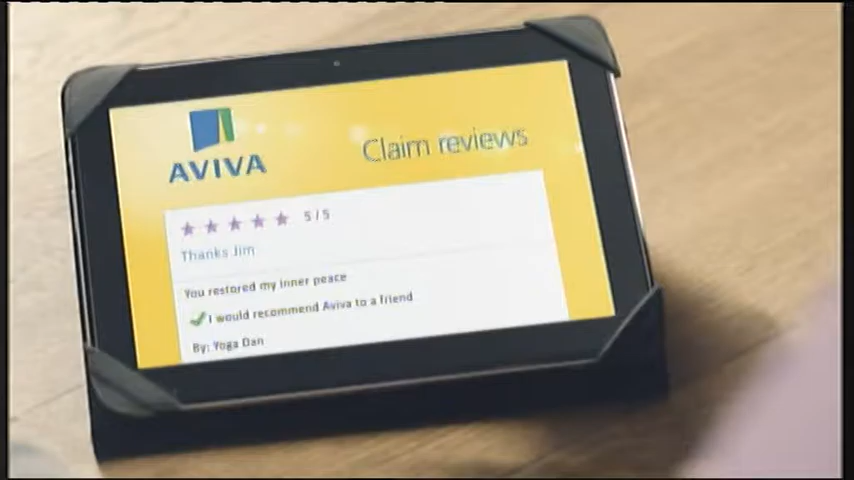 AVIVA
Claim reviews
5/5
Thanks Jim
You restored my inner peace
I would recommend Aviva to a friend
By: Yoga Dan